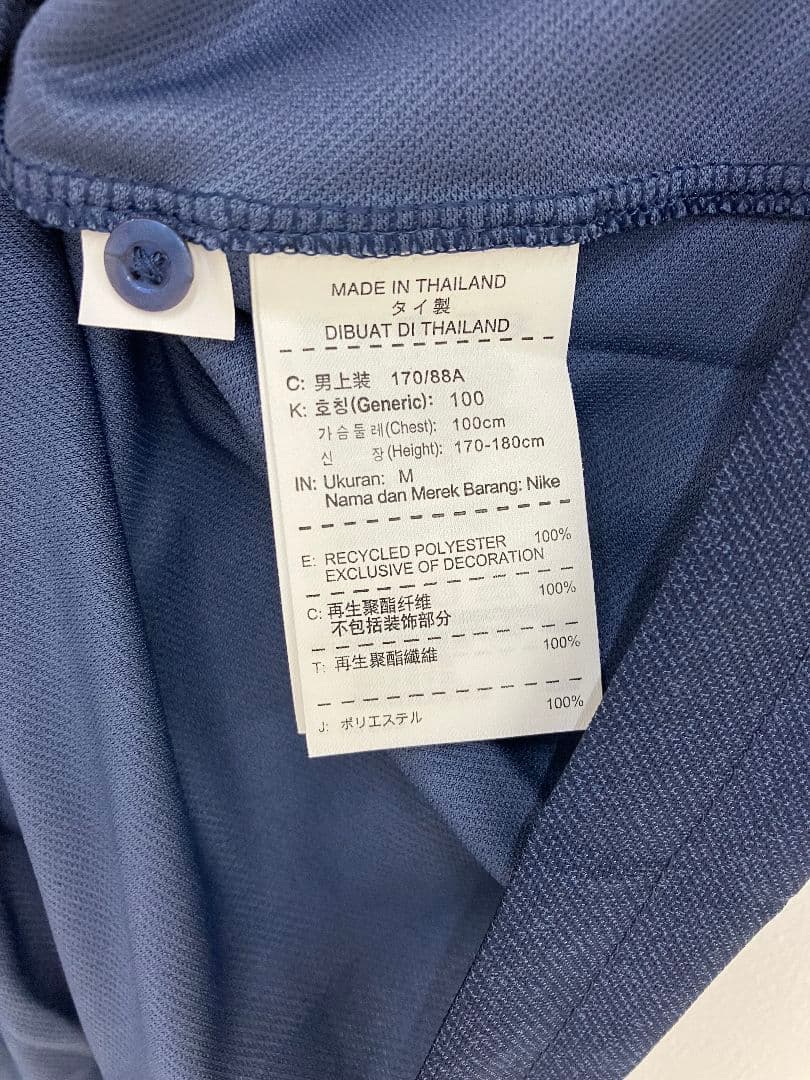 MADE IN THAILAND
タイ製
DIBUAT DI THAILAND
C: 男上装 170/88A
K: 호칭(Generic): 100
가슴둘레(Chest): 100cm
신 장(Height): 170-180cm
IN: Ukuran: M
Nama dan Merek Barang: Nike
E: RECYCLED POLYESTER 100%
EXCLUSIVE OF DECORATION
C: 再生聚酯纤维 100%
不包括装饰部分
T: 再生聚酯纖維 100%
J: ポリエステル 100%